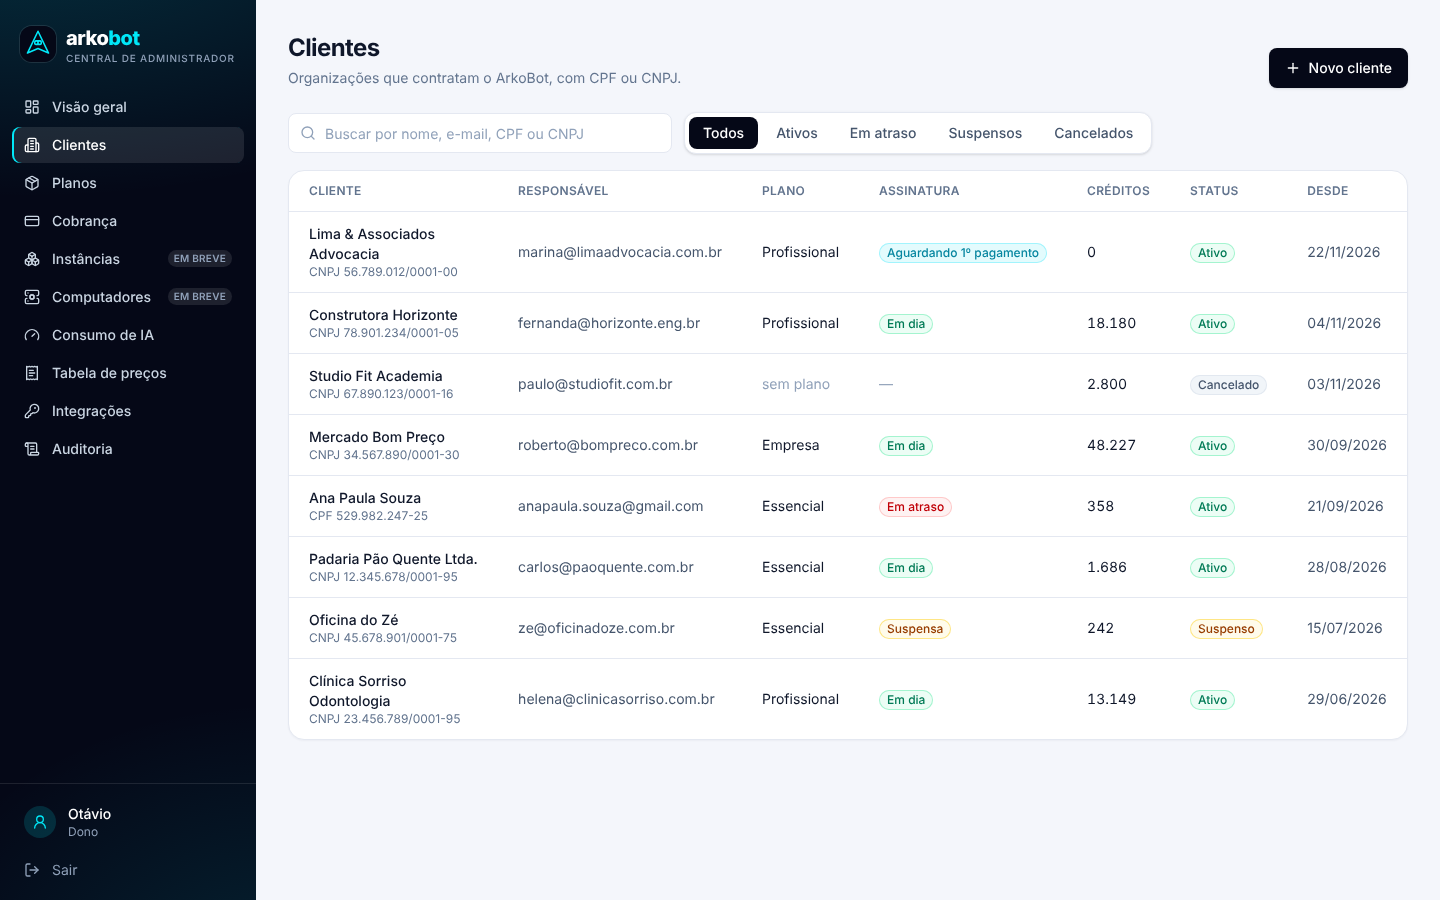 arkobot
CENTRAL DE ADMINISTRADOR
Visão geral
Clientes
Planos
Cobrança
Instâncias EM BREVE
Computadores EM BREVE
Consumo de IA
Tabela de preços
Integrações
Auditoria
Otávio
Dono
Sair
Clientes
Organizações que contratam o ArkoBot, com CPF ou CNPJ.
+ Novo cliente
Buscar por nome, e-mail, CPF ou CNPJ
Todos Ativos Em atraso Suspensos Cancelados
CLIENTE RESPONSÁVEL PLANO ASSINATURA CRÉDITOS STATUS DESDE
Lima & Associados
Advocacia
CNPJ 56.789.012/0001-00
marina@limaadvocacia.com.br Profissional Aguardando 1º pagamento 0 Ativo 22/11/2026
Construtora Horizonte
CNPJ 78.901.234/0001-05
fernanda@horizonte.eng.br Profissional Em dia 18.180 Ativo 04/11/2026
Studio Fit Academia
CNPJ 67.890.123/0001-16
paulo@studiofit.com.br sem plano — 2.800 Cancelado 03/11/2026
Mercado Bom Preço
CNPJ 34.567.890/0001-30
roberto@bompreco.com.br Empresa Em dia 48.227 Ativo 30/09/2026
Ana Paula Souza
CPF 529.982.247-25
anapaula.souza@gmail.com Essencial Em atraso 358 Ativo 21/09/2026
Padaria Pão Quente Ltda.
CNPJ 12.345.678/0001-95
carlos@paoquente.com.br Essencial Em dia 1.686 Ativo 28/08/2026
Oficina do Zé
CNPJ 45.678.901/0001-75
ze@oficinadoze.com.br Essencial Suspensa 242 Suspenso 15/07/2026
Clínica Sorriso
Odontologia
CNPJ 23.456.789/0001-95
helena@clinicasorriso.com.br Profissional Em dia 13.149 Ativo 29/06/2026